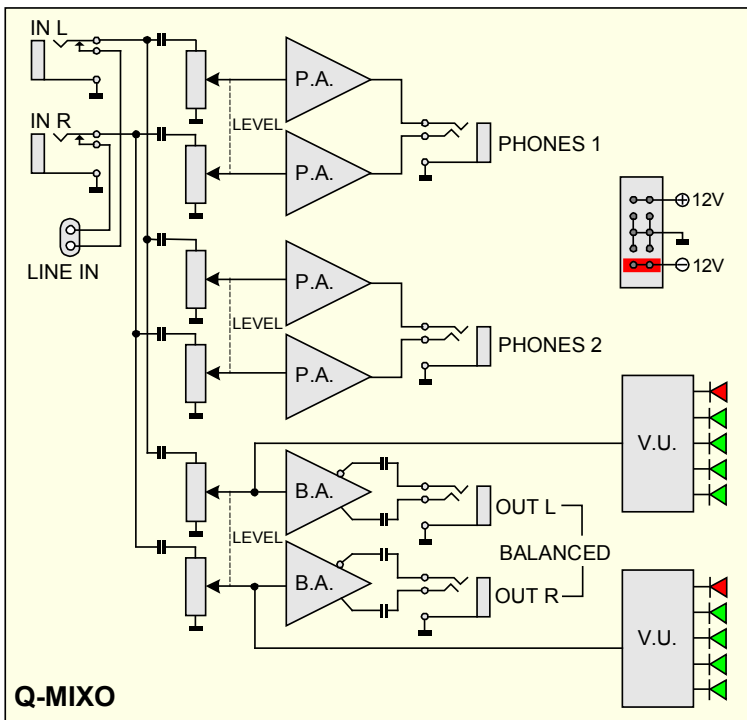 IN L
P.A.
LEVEL
IN R
P.A.
PHONES 1
⊕12V
⊖12V
LINE IN
P.A.
LEVEL
P.A.
PHONES 2
V.U.
B.A.
OUT L
LEVEL
BALANCED
B.A.
OUT R
V.U.
Q-MIXO